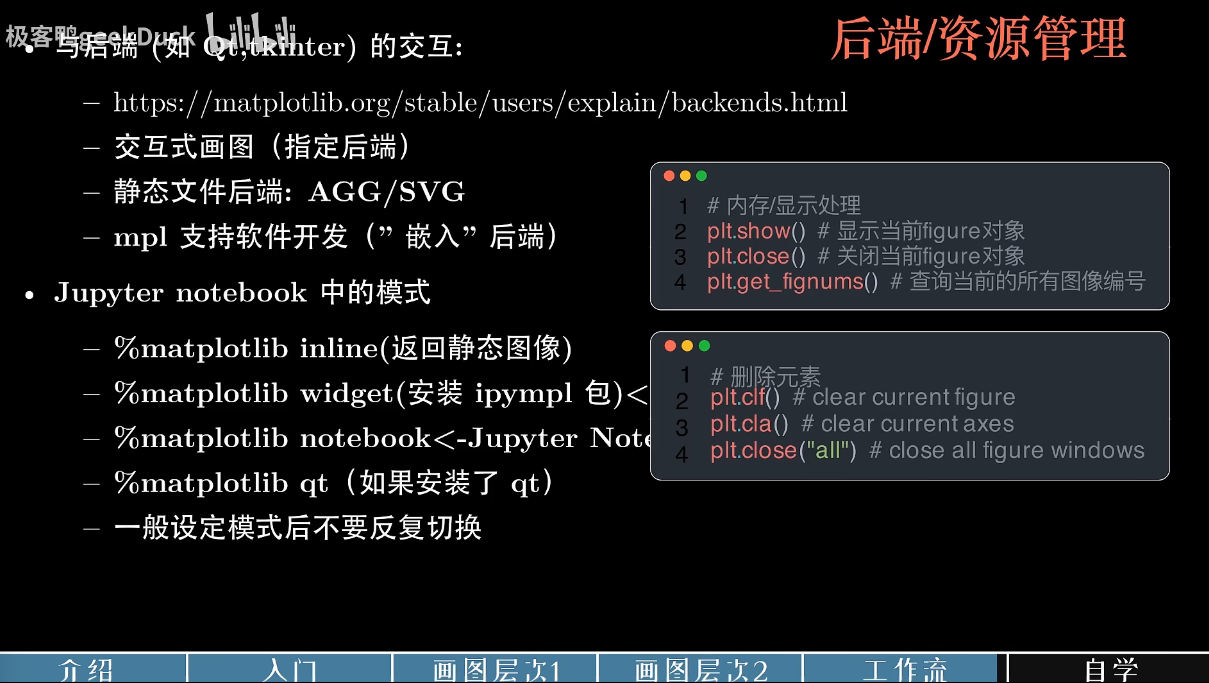 极客鸭geekDuck bilibili
后端/资源管理
• 与后端 (如 Qt,tkinter) 的交互:
– https://matplotlib.org/stable/users/explain/backends.html
– 交互式画图（指定后端）
– 静态文件后端: AGG/SVG
– mpl 支持软件开发（” 嵌入” 后端）
• Jupyter notebook 中的模式
– %matplotlib inline(返回静态图像)
– %matplotlib widget(安装 ipympl 包)<
– %matplotlib notebook<-Jupyter Note
– %matplotlib qt（如果安装了 qt）
– 一般设定模式后不要反复切换
1 # 内存/显示处理
2 plt.show() # 显示当前figure对象
3 plt.close() # 关闭当前figure对象
4 plt.get_fignums() # 查询当前的所有图像编号
1 # 删除元素
2 plt.clf() # clear current figure
3 plt.cla() # clear current axes
4 plt.close("all") # close all figure windows
介绍
入门
画图层次1
画图层次2
工作流
自学